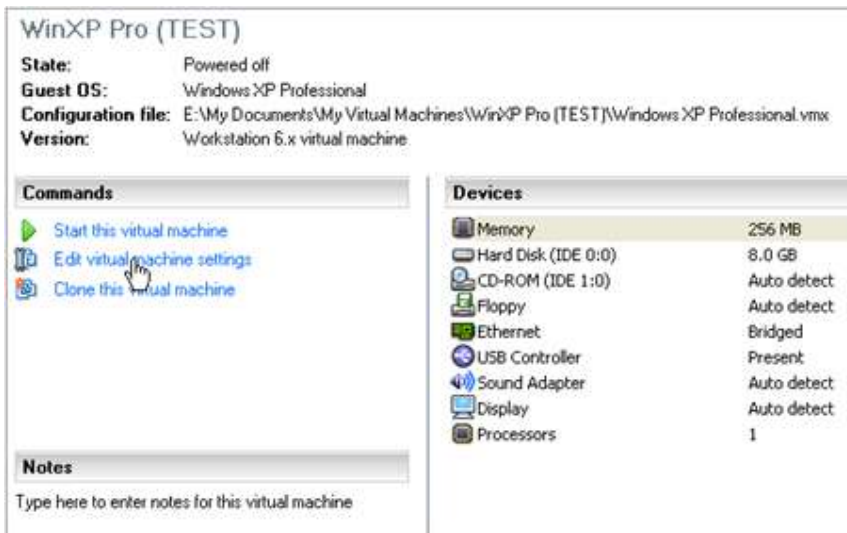 WinXP Pro (TEST)
State: Powered off
Guest OS: Windows XP Professional
Configuration file: E:\My Documents\My Virtual Machines\WinXP Pro (TEST)\Windows XP Professional.vmx
Version: Workstation 6.x virtual machine
Commands
Start this virtual machine
Edit virtual machine settings
Clone this virtual machine
Notes
Type here to enter notes for this virtual machine
Devices
Memory 256 MB
Hard Disk (IDE 0:0) 8.0 GB
CD-ROM (IDE 1:0) Auto detect
Floppy Auto detect
Ethernet Bridged
USB Controller Present
Sound Adapter Auto detect
Display Auto detect
Processors 1